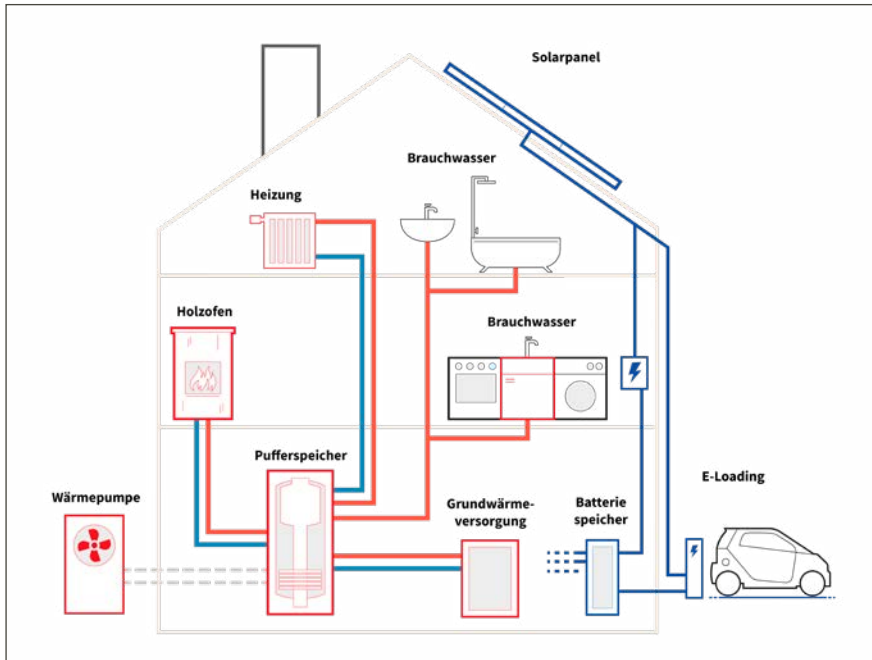 Solarpanel
Brauchwasser
Heizung
Holzofen
Brauchwasser
Pufferspeicher
Wärmepumpe
Grundwärme-
versorgung
Batterie
speicher
E-Loading